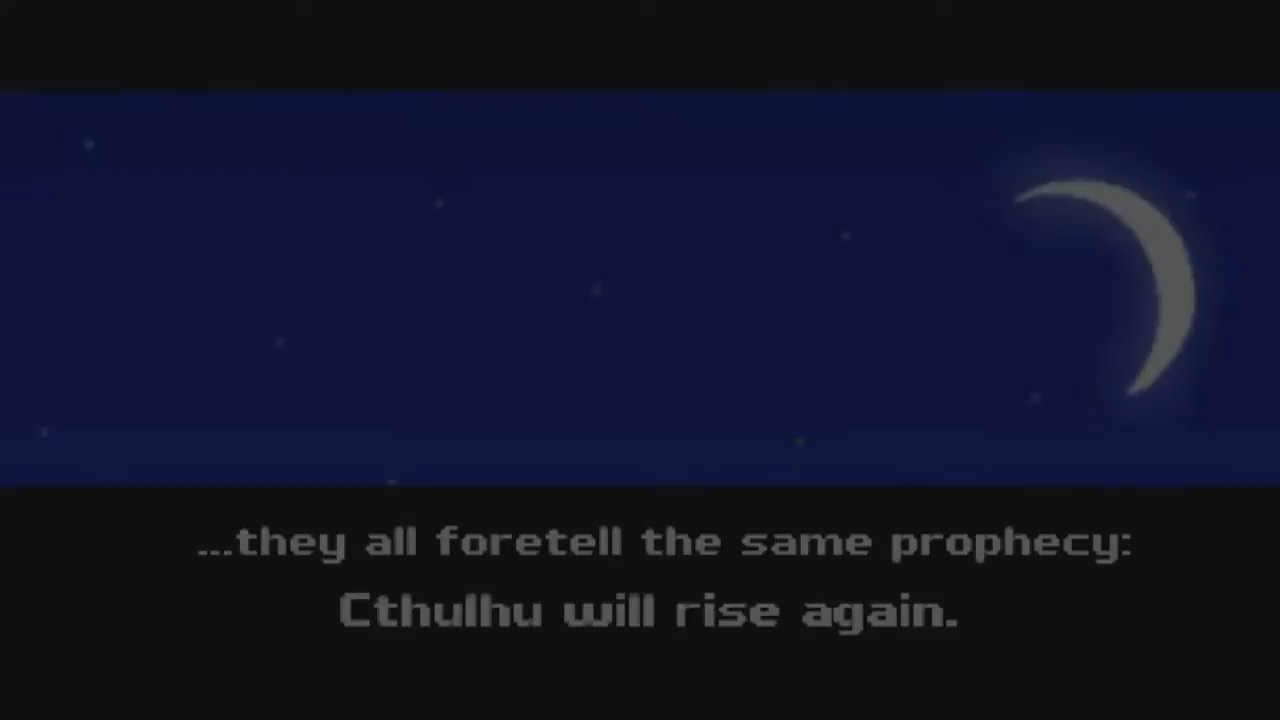 ...they all foretell the same prophecy:
Cthulhu will rise again.